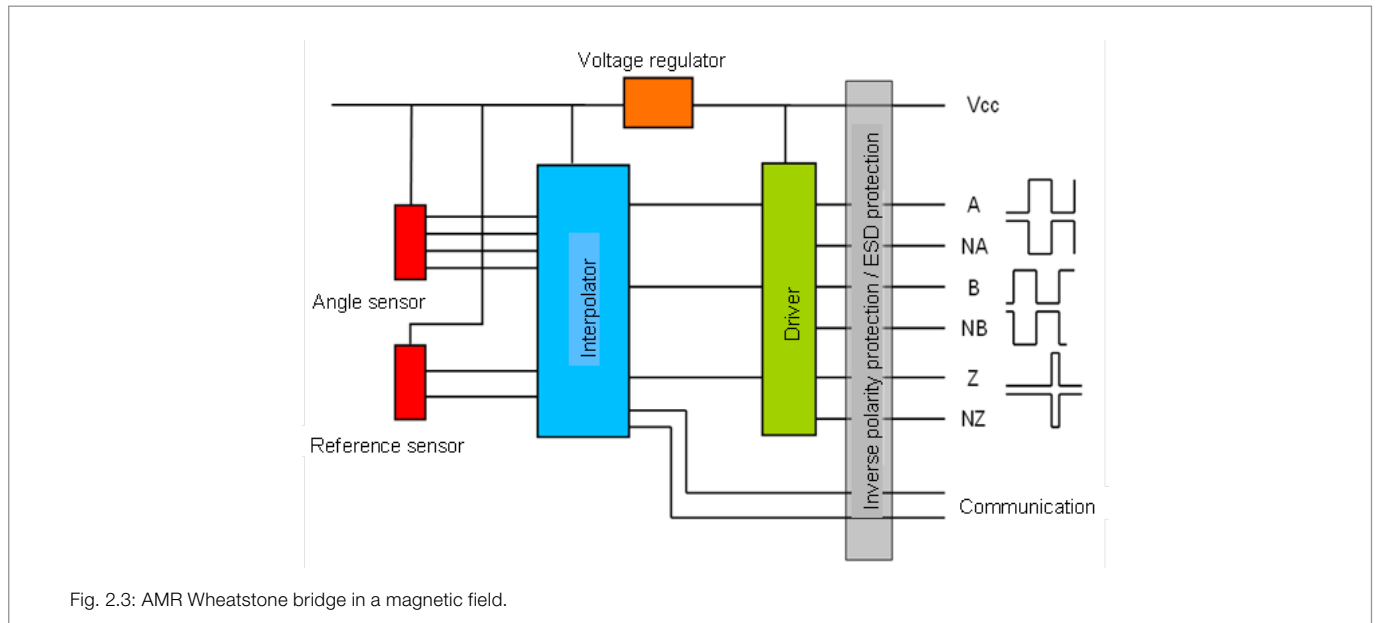 Voltage regulator
Vcc
Inverse polarity protection / ESD protection
A
NA
Interpolator
Driver
B
Angle sensor
NB
Z
NZ
Reference sensor
Communication
Fig. 2.3: AMR Wheatstone bridge in a magnetic field.